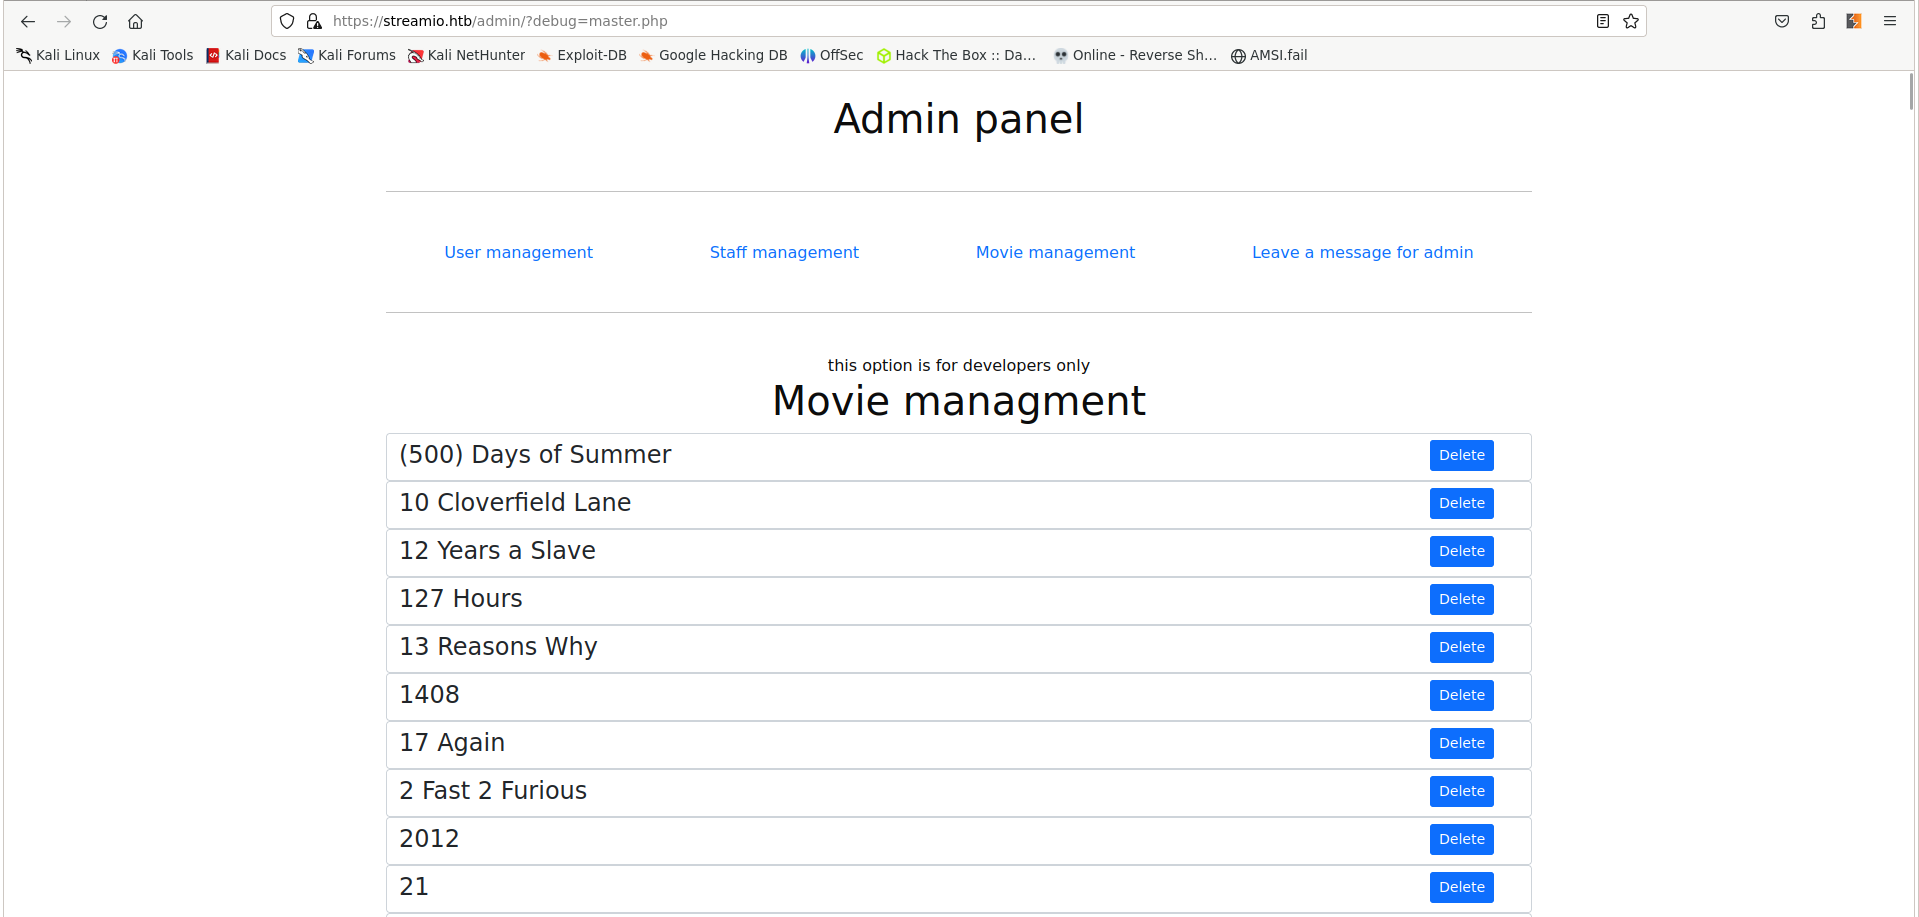 https://streamio.htb/admin/?debug=master.php
Kali Linux Kali Tools Kali Docs Kali Forums Kali NetHunter Exploit-DB Google Hacking DB OffSec Hack The Box :: Da... Online - Reverse Sh... AMSI.fail
Admin panel
User management Staff management Movie management Leave a message for admin
this option is for developers only
Movie managment
(500) Days of Summer Delete
10 Cloverfield Lane Delete
12 Years a Slave Delete
127 Hours Delete
13 Reasons Why Delete
1408 Delete
17 Again Delete
2 Fast 2 Furious Delete
2012 Delete
21 Delete